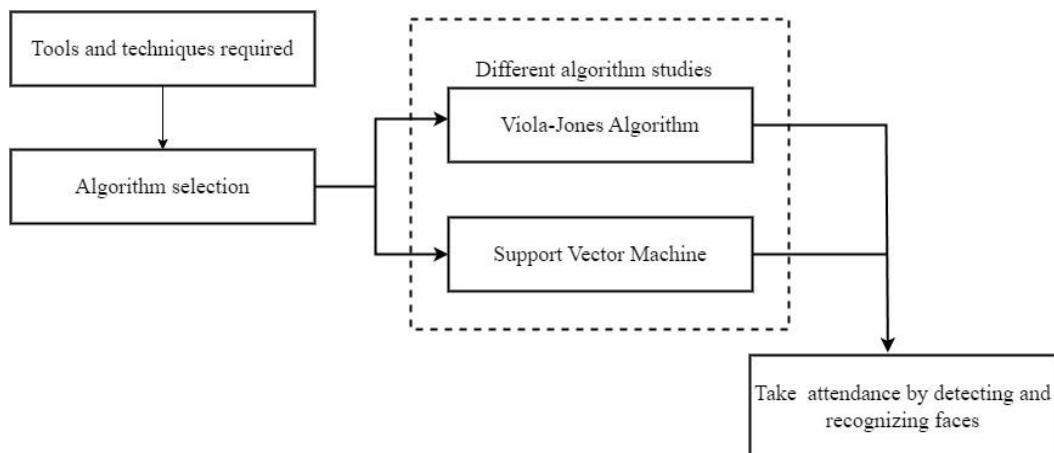 Tools and techniques required
Different algorithm studies
Viola-Jones Algorithm
Algorithm selection
Support Vector Machine
Take attendance by detecting and
recognizing faces